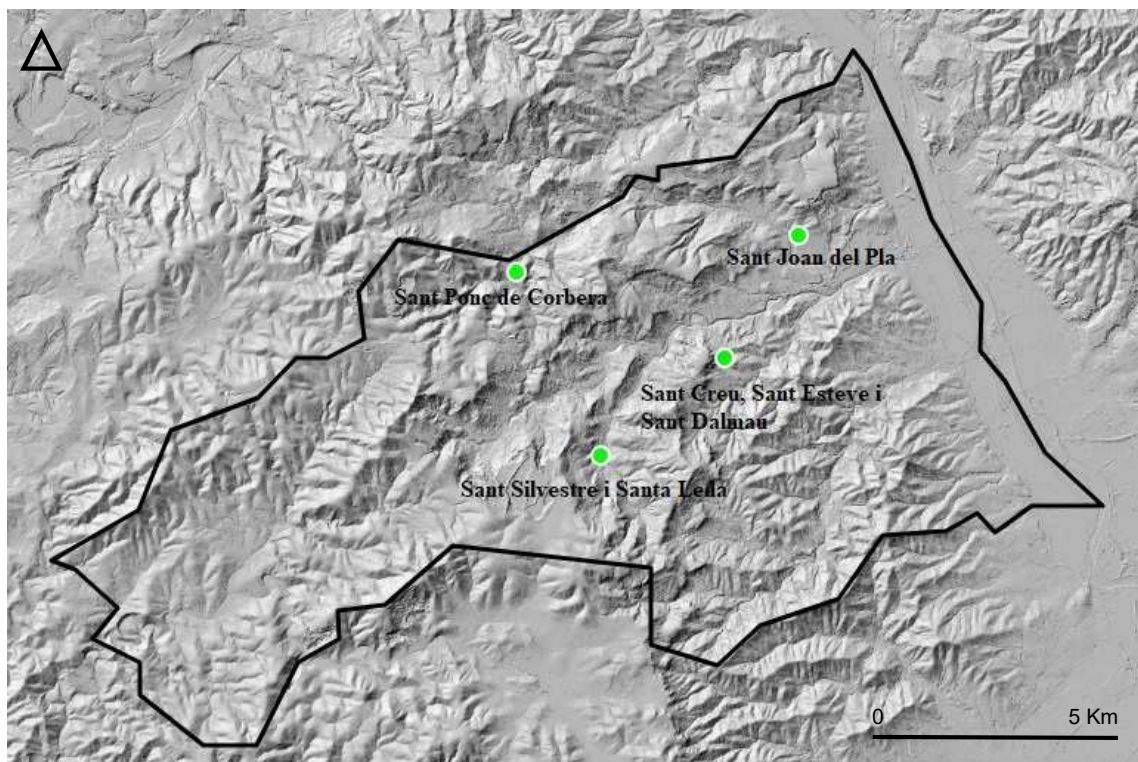 Sant Joan del Pla
Sant Ponç de Corbera
Sant Creu, Sant Esteve i
Sant Dalmau
Sant Silvestre i Santa Leila
0 5 Km